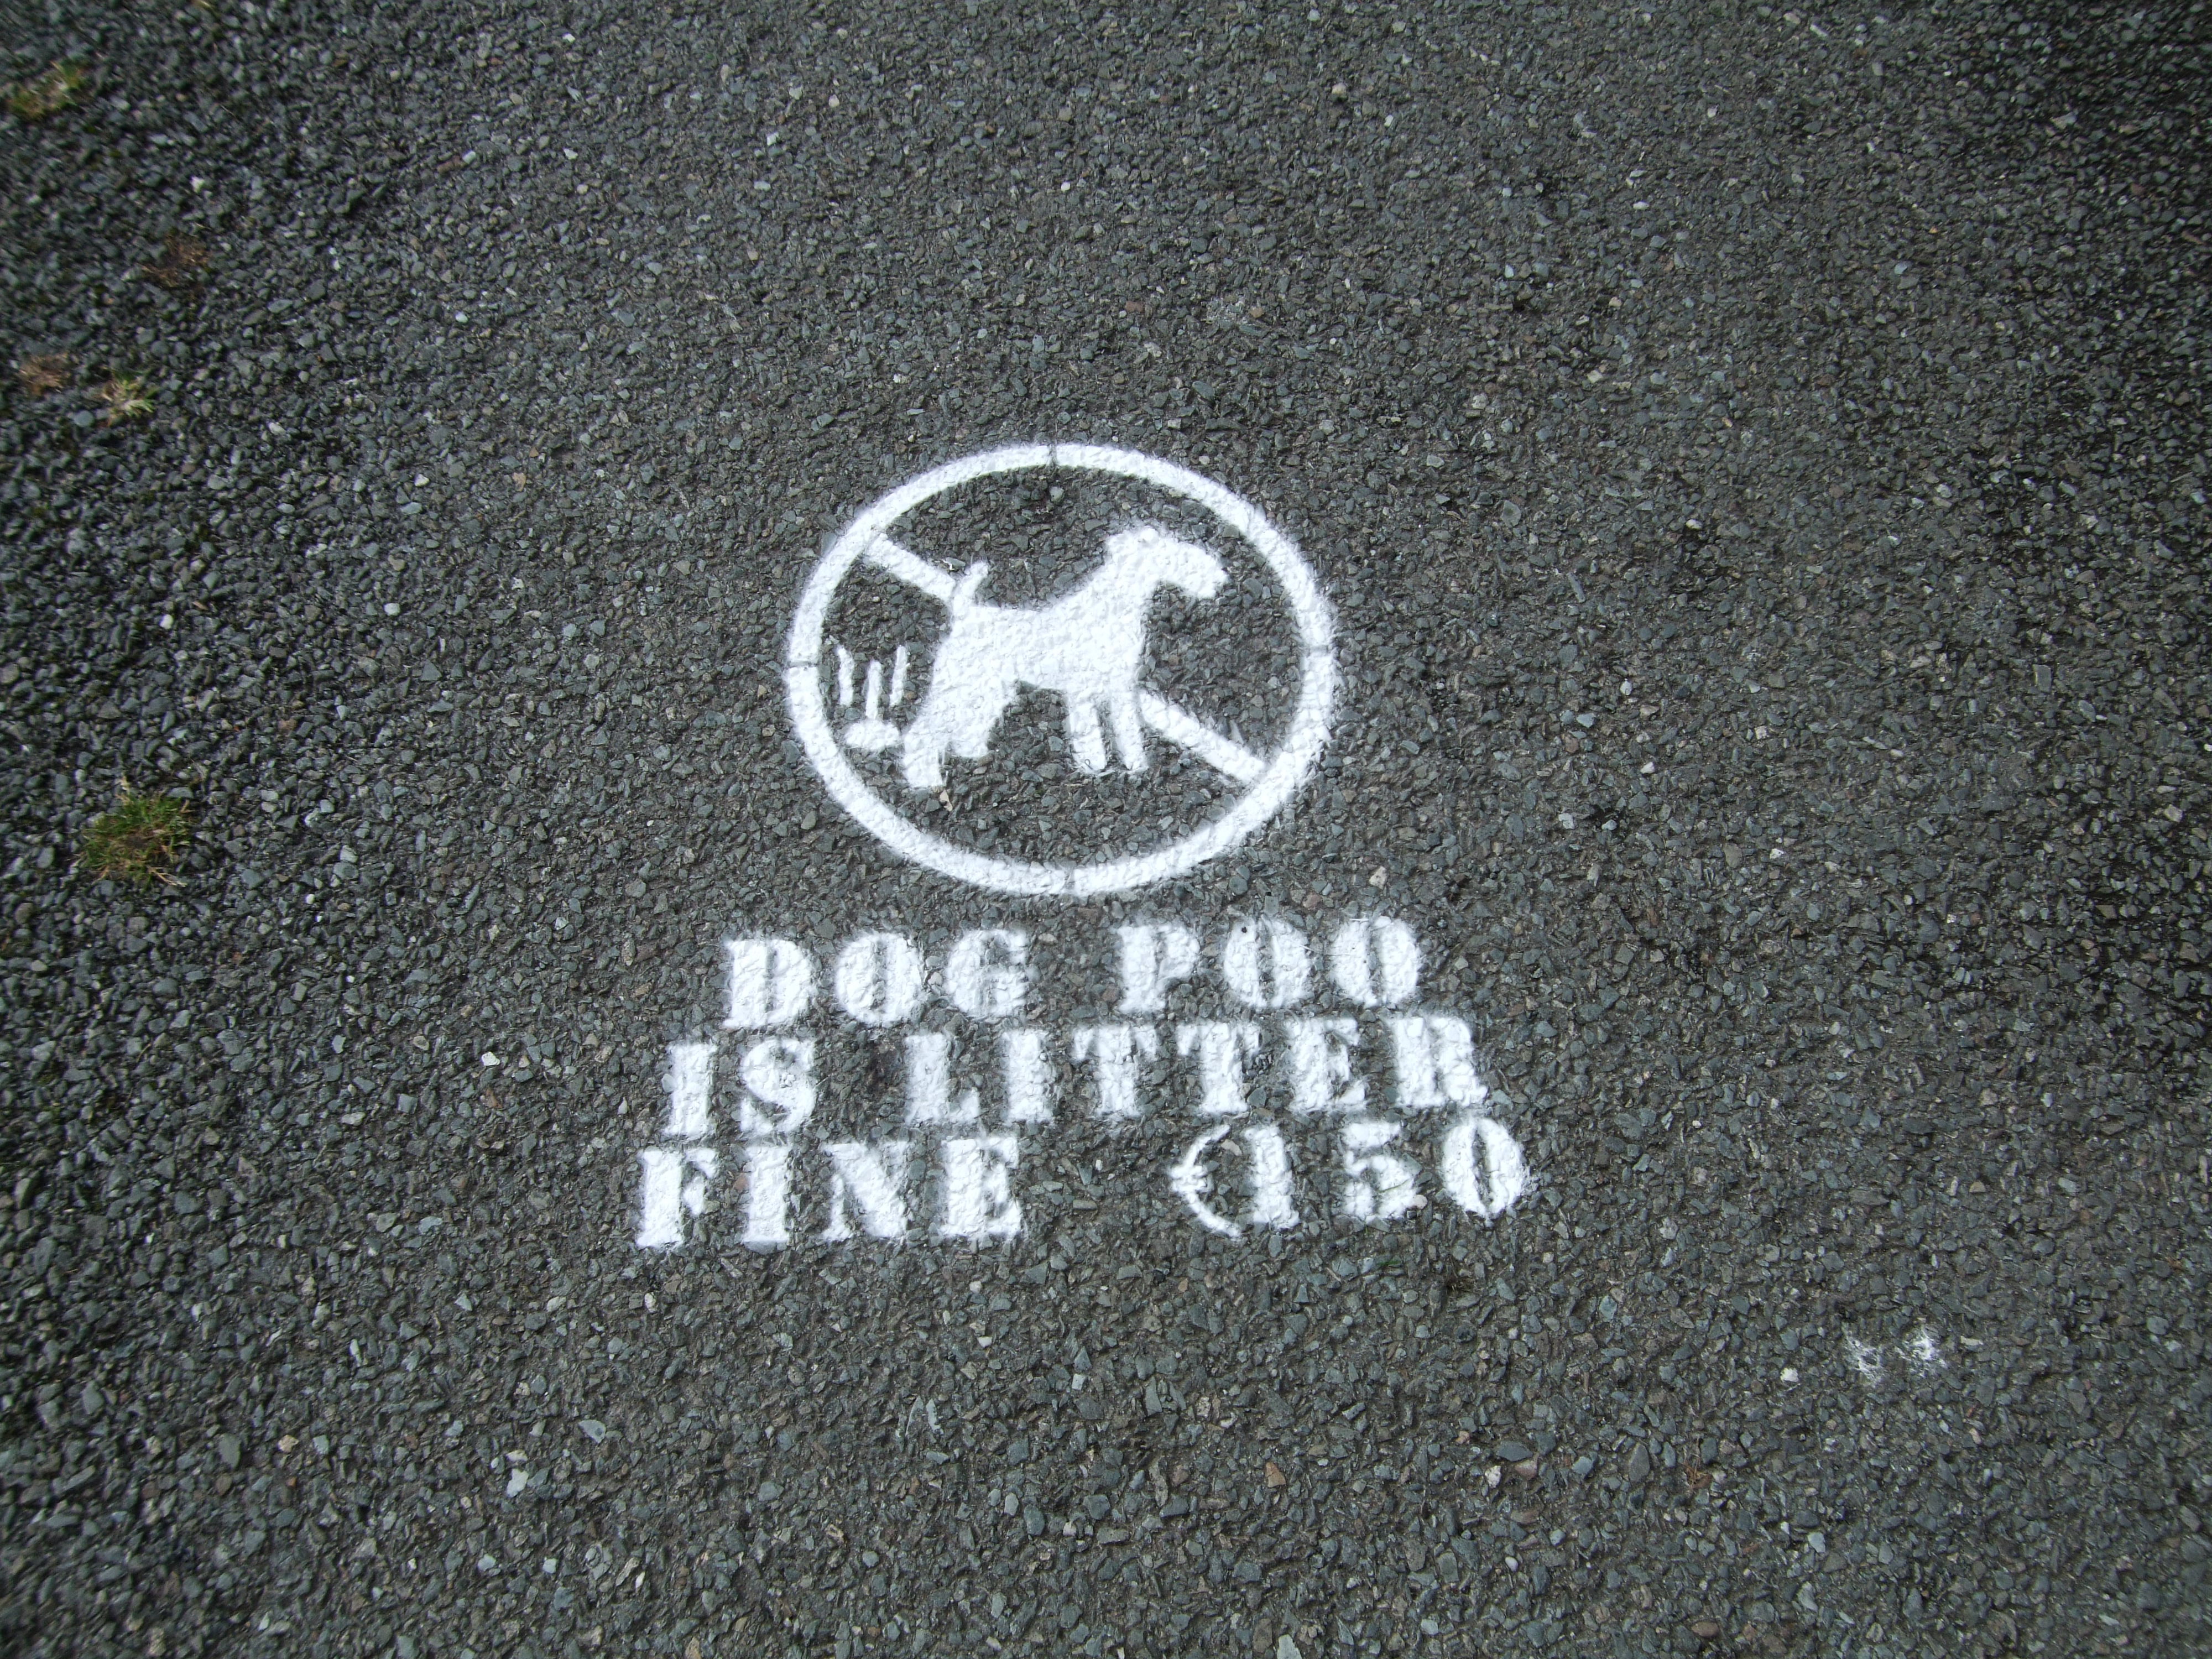 DOG POO
IS LITTER
FINE €150